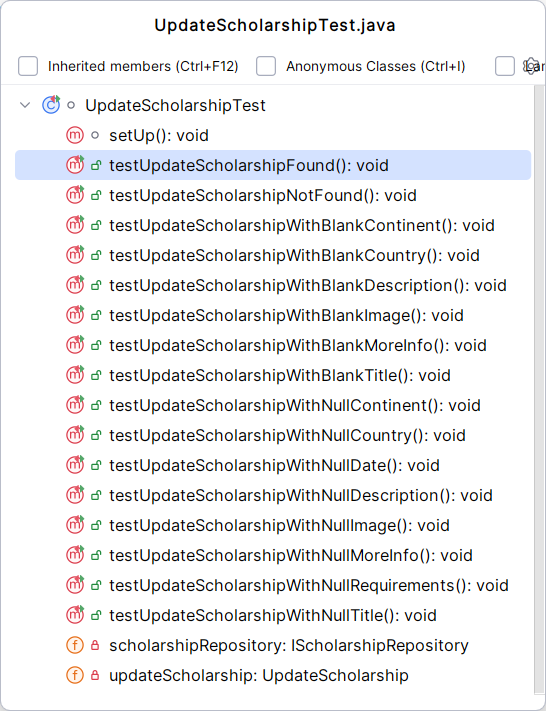 UpdateScholarshipTest.java
Inherited members (Ctrl+F12) Anonymous Classes (Ctrl+I)
UpdateScholarshipTest
setUp(): void
testUpdateScholarshipFound(): void
testUpdateScholarshipNotFound(): void
testUpdateScholarshipWithBlankContinent(): void
testUpdateScholarshipWithBlankCountry(): void
testUpdateScholarshipWithBlankDescription(): void
testUpdateScholarshipWithBlankImage(): void
testUpdateScholarshipWithBlankMoreInfo(): void
testUpdateScholarshipWithBlankTitle(): void
testUpdateScholarshipWithNullContinent(): void
testUpdateScholarshipWithNullCountry(): void
testUpdateScholarshipWithNullDate(): void
testUpdateScholarshipWithNullDescription(): void
testUpdateScholarshipWithNullImage(): void
testUpdateScholarshipWithNullMoreInfo(): void
testUpdateScholarshipWithNullRequirements(): void
testUpdateScholarshipWithNullTitle(): void
scholarshipRepository: IScholarshipRepository
updateScholarship: UpdateScholarship